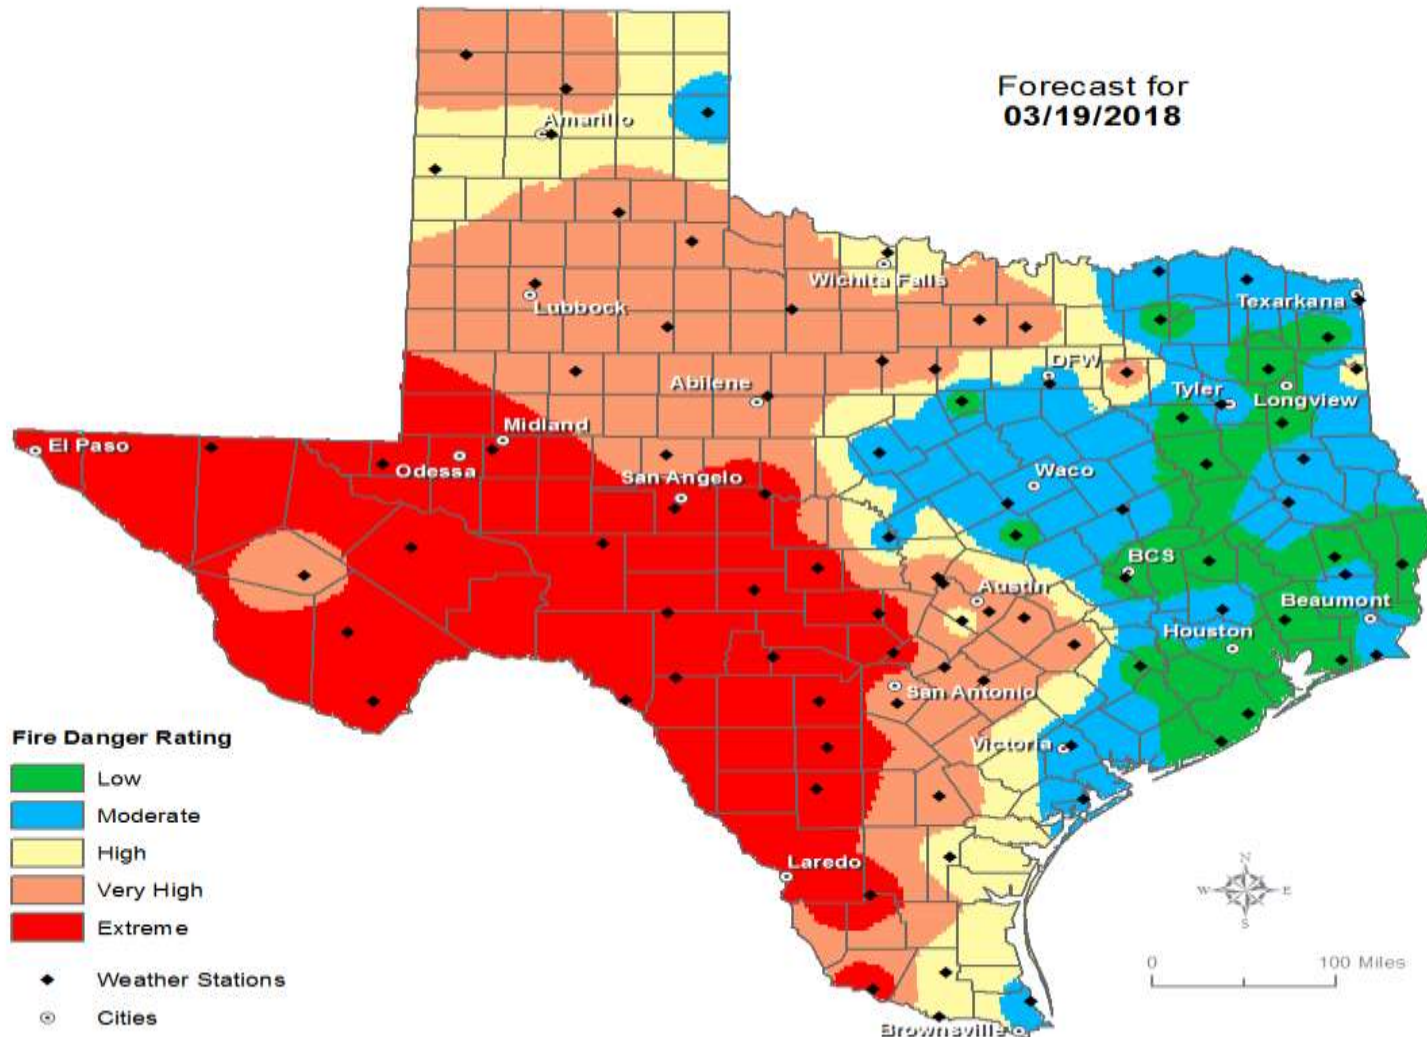 Forecast for
03/19/2018
Amarillo
Wichita Falls
Lubbock
Texarkana
DFW
Abilene
Tyler
Longview
Midland
El Paso
Odessa
San Angelo
Waco
BCS
Austin
Beaumont
Houston
San Antonio
Victoria
Laredo
Brownsville
Fire Danger Rating
Low
Moderate
High
Very High
Extreme
Weather Stations
Cities
N
W E
S
0 100 Miles